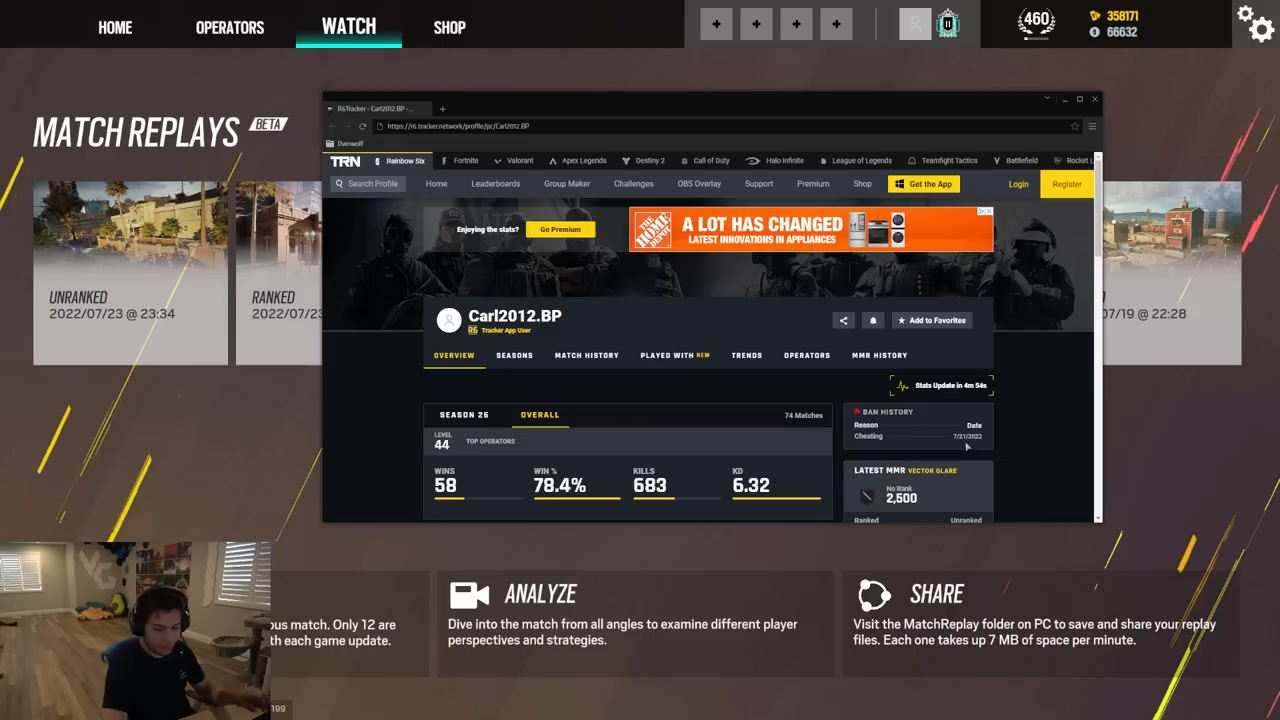 HOME
OPERATORS
WATCH
SHOP
460
358171
66632
MATCH REPLAYS BETA
UNRANKED
2022/07/23 @ 23:34
RANKED
2022/07/23
07/19 @ 22:28
R6Tracker - Carl2012.BP -...
https://r6.tracker.network/profile/pc/Carl2012.BP
Overwolf
TRN
Rainbow Six
Fortnite
Valorant
Apex Legends
Destiny 2
Call of Duty
Halo Infinite
League of Legends
Teamfight Tactics
Battlefield
Rocket L
Search Profile
Home
Leaderboards
Group Maker
Challenges
OBS Overlay
Support
Premium
Shop
Get the App
Login
Register
Enjoying the stats?
Go Premium
THE HOME DEPOT
A LOT HAS CHANGED
LATEST INNOVATIONS IN APPLIANCES
Carl2012.BP
R6 Tracker App User
Add to Favorites
OVERVIEW
SEASONS
MATCH HISTORY
PLAYED WITH NEW
TRENDS
OPERATORS
MMR HISTORY
Stats Update in 4m 54s
SEASON 26
OVERALL
74 Matches
LEVEL
44
TOP OPERATORS
WINS
58
WIN %
78.4%
KILLS
683
KD
6.32
BAN HISTORY
Reason Date
Cheating 7/21/2022
LATEST MMR VECTOR GLARE
No Rank
2,500
Ranked Unranked
ous match. Only 12 are
th each game update.
ANALYZE
Dive into the match from all angles to examine different player
perspectives and strategies.
SHARE
Visit the MatchReplay folder on PC to save and share your replay
files. Each one takes up 7 MB of space per minute.
199